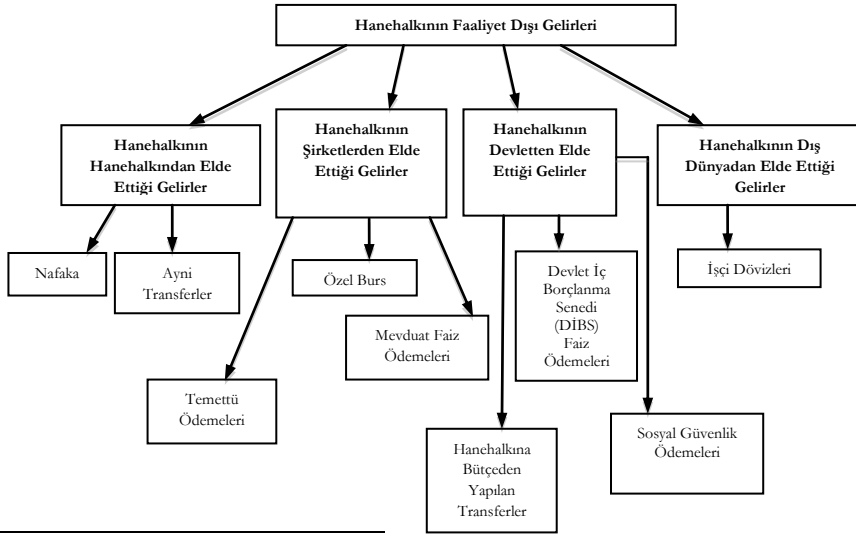 Hanehalkının Faaliyet Dışı Gelirleri
Hanehalkının
Hanehalkından Elde
Ettiği Gelirler
Hanehalkının
Şirketlerden Elde
Ettiği Gelirler
Hanehalkının
Devletten Elde
Ettiği Gelirler
Hanehalkının Dış
Dünyadan Elde Ettiği
Gelirler
Nafaka
Ayni
Transferler
Özel Burs
Devlet İç
Borçlanma
Senedi
(DİBS)
Faiz
Ödemeleri
İşçi Dövizleri
Mevduat Faiz
Ödemeleri
Temettü
Ödemeleri
Hanehalkına
Bütçeden
Yapılan
Transferler
Sosyal Güvenlik
Ödemeleri